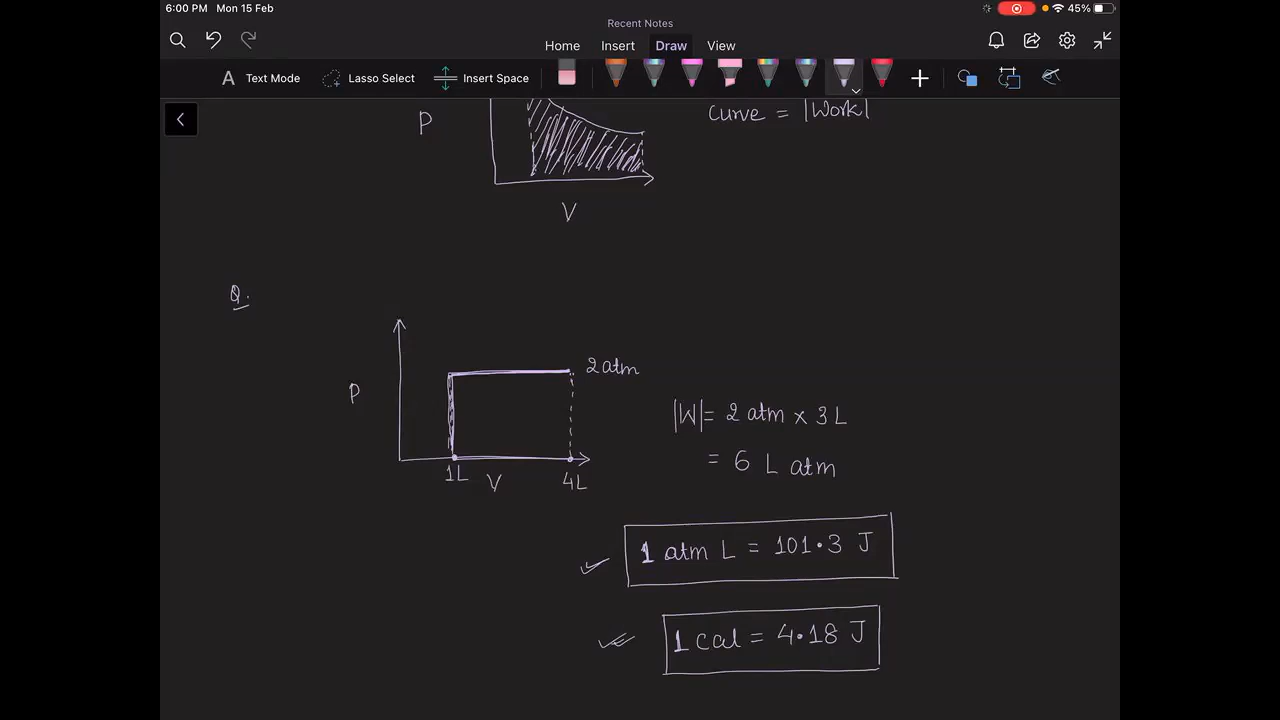 6:00 PM Mon 15 Feb
45%
Recent Notes
Home Insert Draw View
Text Mode Lasso Select Insert Space
P
V
Curve = |Work|
Q.
P
2 atm
1L V 4L
|W| = 2 atm × 3 L
= 6 L atm
1 atm L = 101.3 J
1 cal = 4.18 J